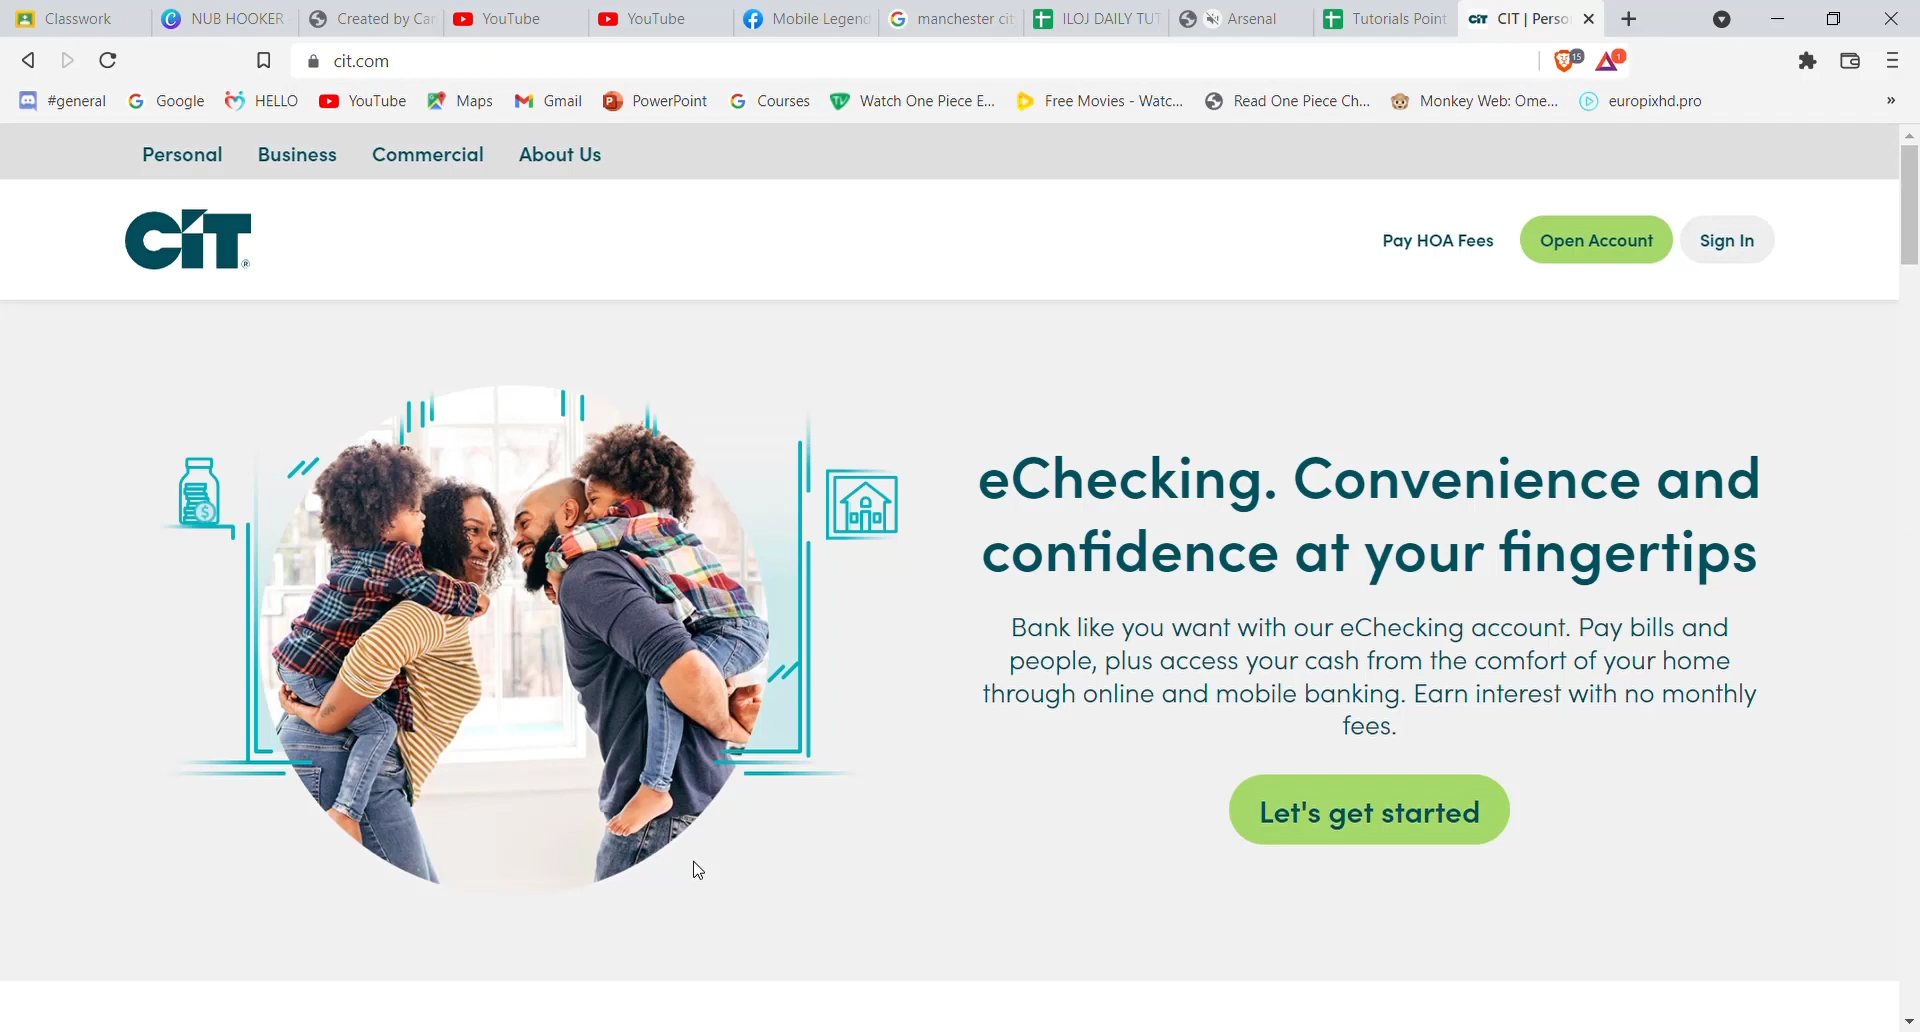 Classwork NUB HOOKER Created by Car YouTube YouTube Mobile Legend manchester cit ILOJ DAILY TUT Arsenal Tutorials Point CIT | Perso
cit.com 15 1
#general Google HELLO YouTube Maps Gmail PowerPoint Courses Watch One Piece E... Free Movies - Watc... Read One Piece Ch... Monkey Web: Ome... europixhd.pro »
Personal Business Commercial About Us
CIT® Pay HOA Fees Open Account Sign In
eChecking. Convenience and
confidence at your fingertips
Bank like you want with our eChecking account. Pay bills and
people, plus access your cash from the comfort of your home
through online and mobile banking. Earn interest with no monthly
fees.
Let's get started